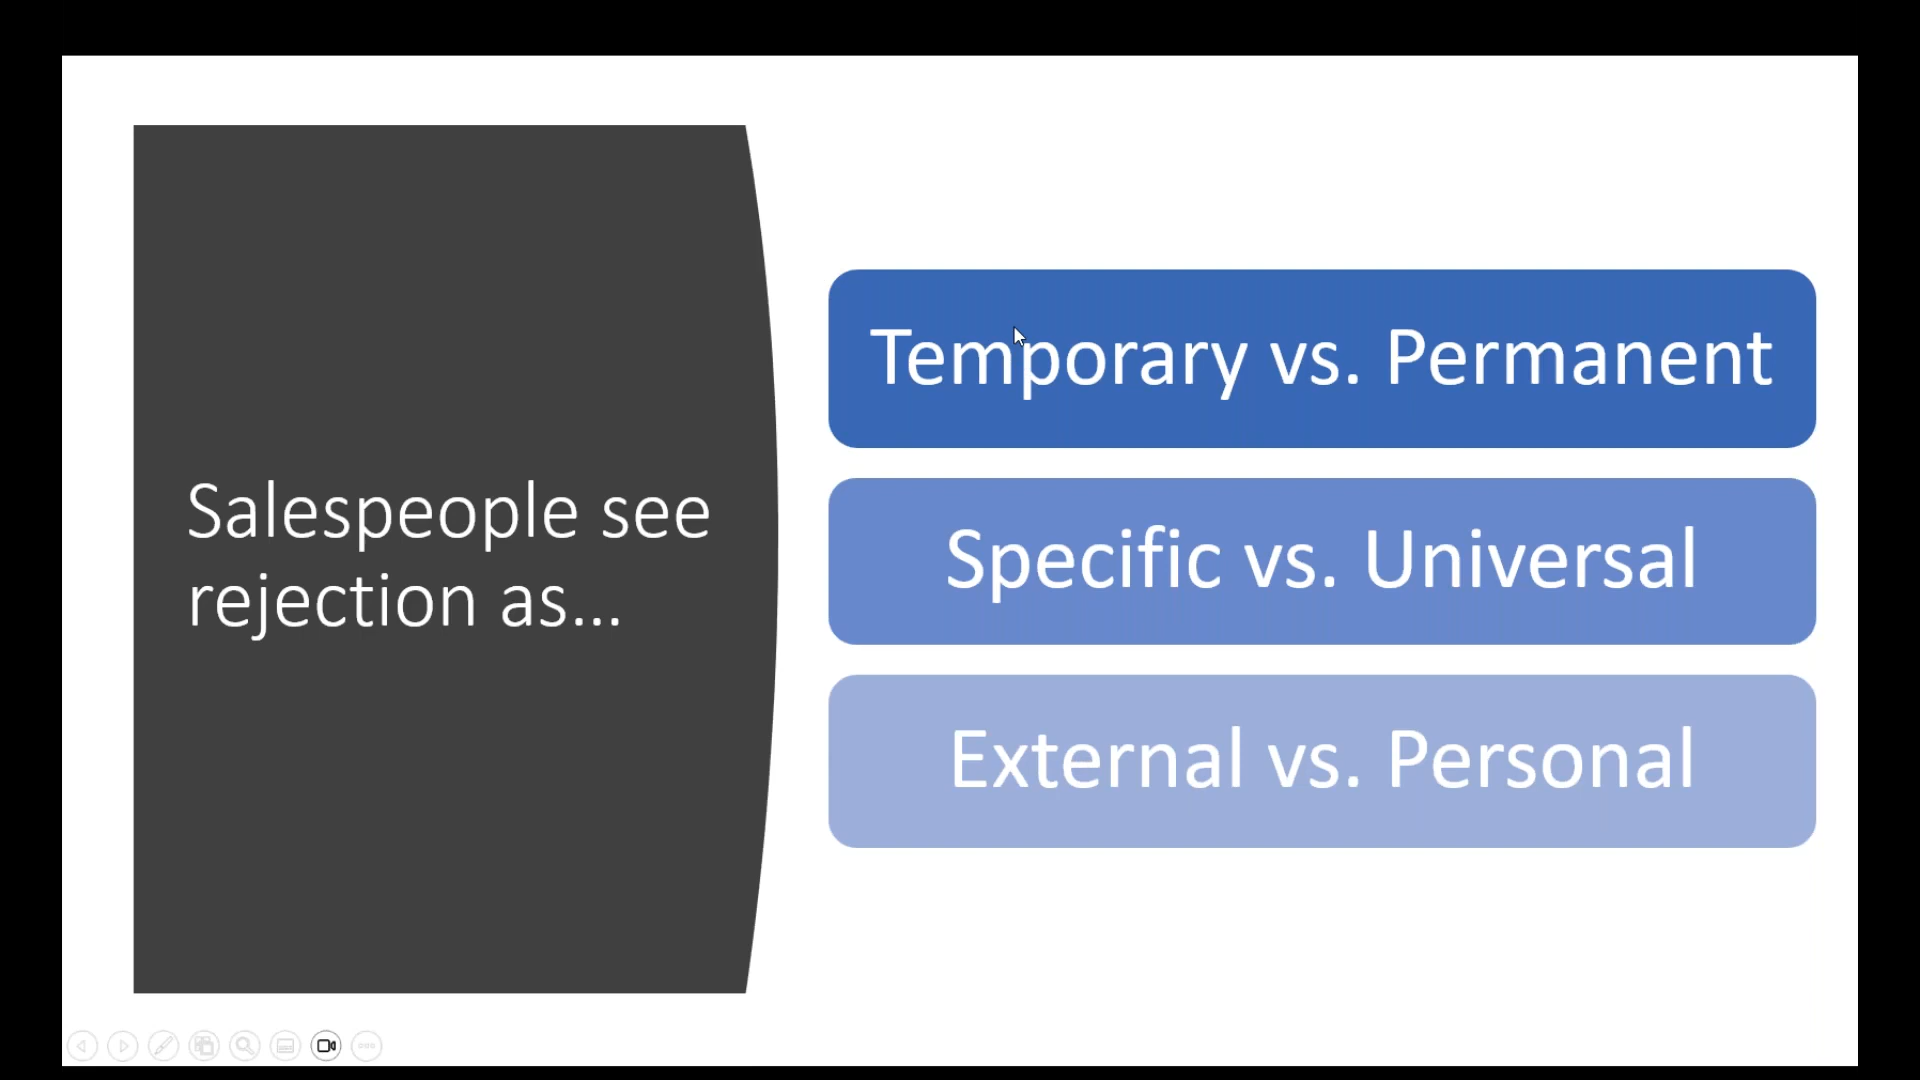 Salespeople see
rejection as...
Temporary vs. Permanent
Specific vs. Universal
External vs. Personal